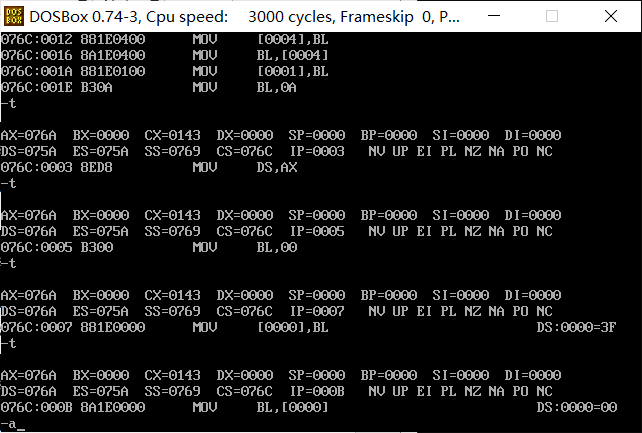 DOS BOX DOSBox 0.74-3, Cpu speed: 3000 cycles, Frameskip 0, P...
076C:0012 881E0400 MOV [0004],BL
076C:0016 8A1E0400 MOV BL,[0004]
076C:001A 881E0100 MOV [0001],BL
076C:001E B30A MOV BL,0A
-t
AX=076A BX=0000 CX=0143 DX=0000 SP=0000 BP=0000 SI=0000 DI=0000
DS=075A ES=075A SS=0769 CS=076C IP=0003 NV UP EI PL NZ NA PO NC
076C:0003 8ED8 MOV DS,AX
-t
AX=076A BX=0000 CX=0143 DX=0000 SP=0000 BP=0000 SI=0000 DI=0000
DS=076A ES=075A SS=0769 CS=076C IP=0005 NV UP EI PL NZ NA PO NC
076C:0005 B300 MOV BL,00
-t
AX=076A BX=0000 CX=0143 DX=0000 SP=0000 BP=0000 SI=0000 DI=0000
DS=076A ES=075A SS=0769 CS=076C IP=0007 NV UP EI PL NZ NA PO NC
076C:0007 881E0000 MOV [0000],BL DS:0000=3F
-t
AX=076A BX=0000 CX=0143 DX=0000 SP=0000 BP=0000 SI=0000 DI=0000
DS=076A ES=075A SS=0769 CS=076C IP=000B NV UP EI PL NZ NA PO NC
076C:000B 8A1E0000 MOV BL,[0000] DS:0000=00
-a_